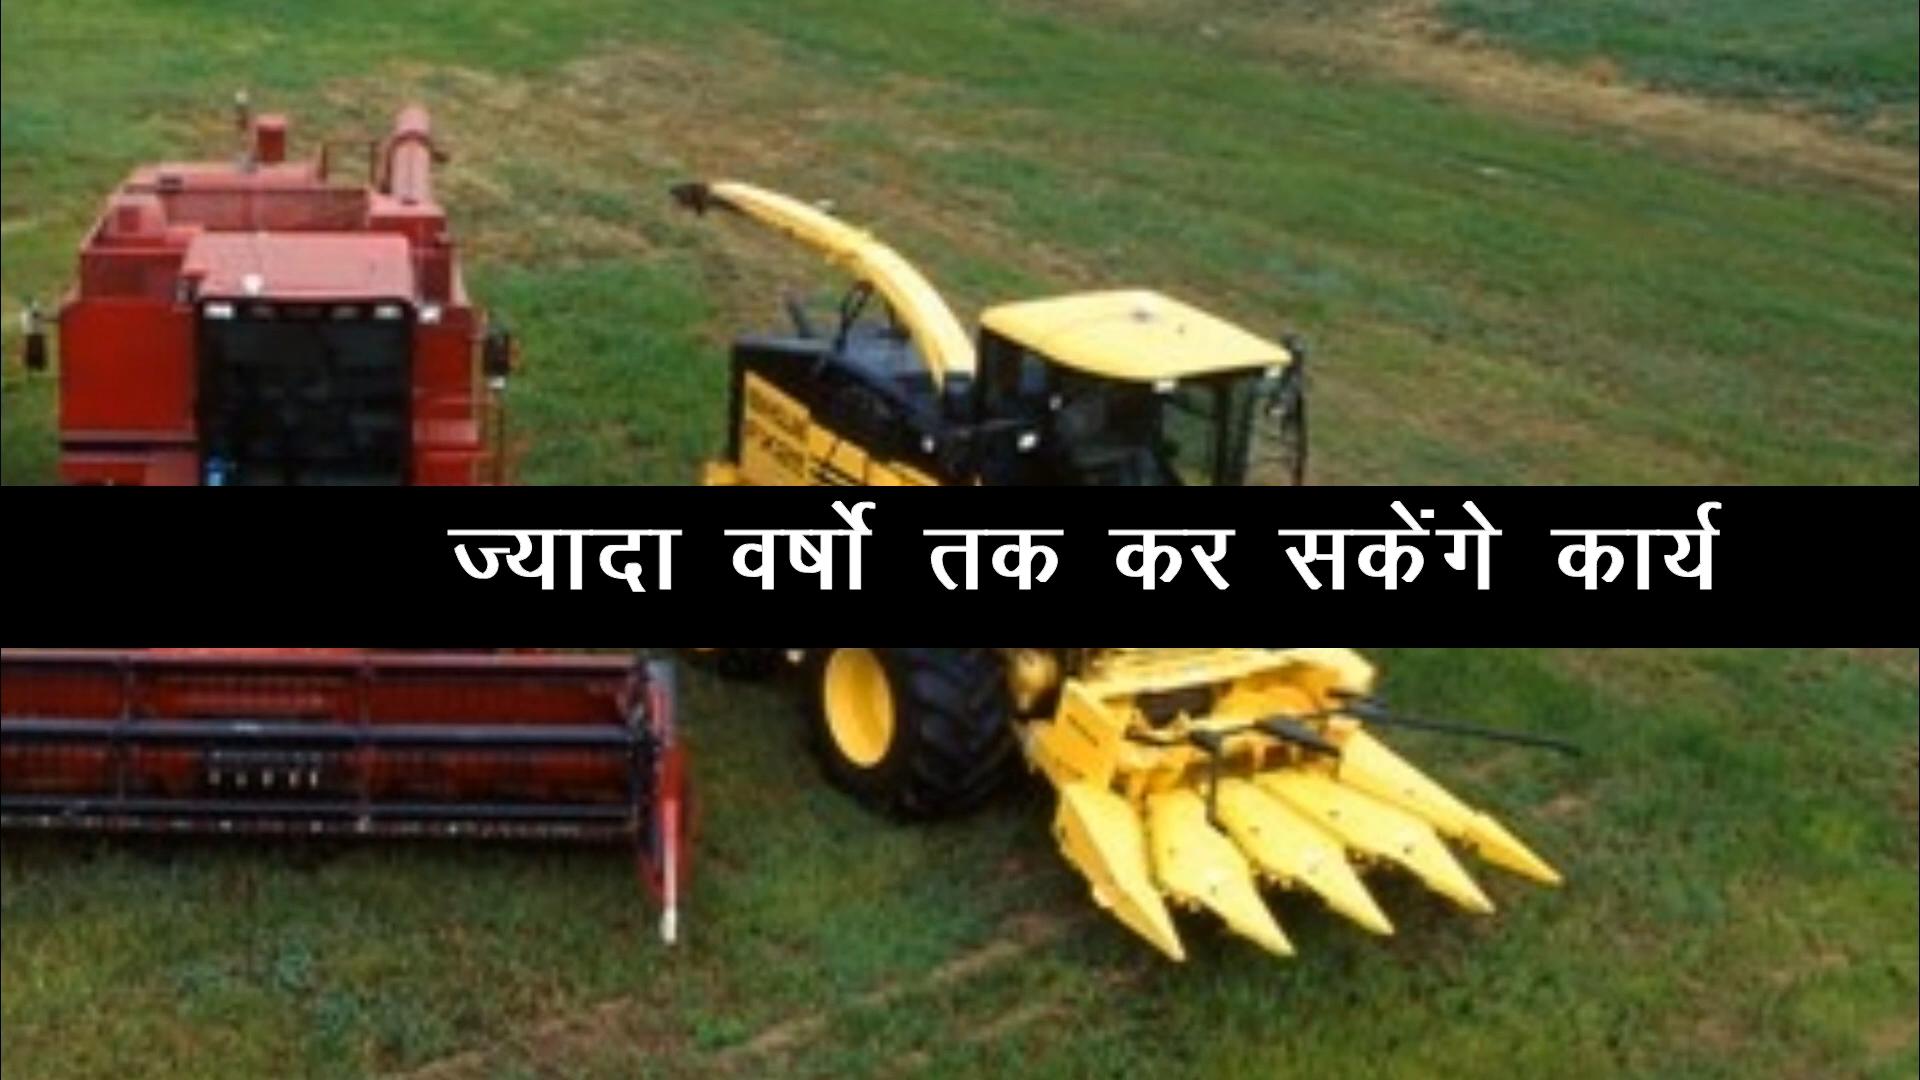 ज्यादा वर्षो तक कर सकेंगे कार्य